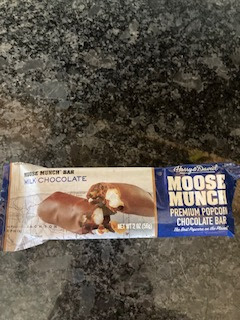 MOOSE MUNCH® BAR
MILK CHOCOLATE
NET WT 2 OZ (56g)
Harry & David
MOOSE
MUNCH
PREMIUM POPCORN
CHOCOLATE BAR
The Best Popcorn on the Planet